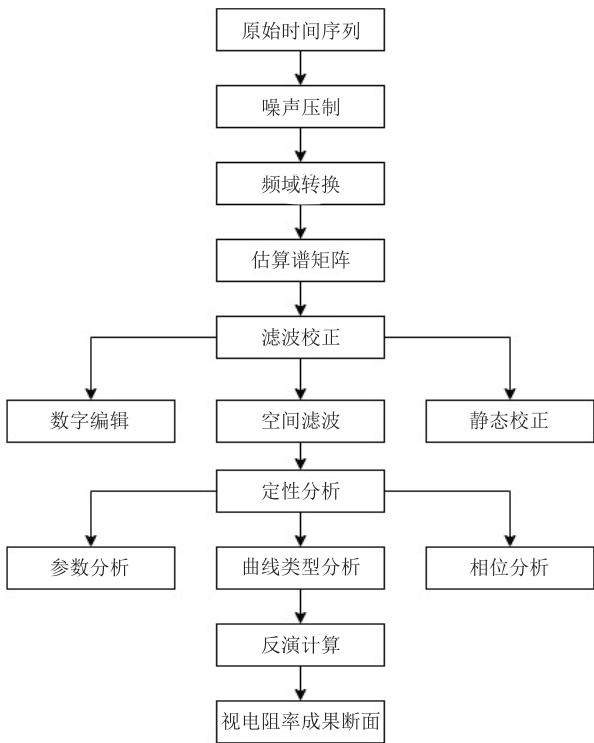 原始时间序列
噪声压制
频域转换
估算谱矩阵
滤波校正
数字编辑
空间滤波
静态校正
定性分析
参数分析
曲线类型分析
相位分析
反演计算
视电阻率成果断面